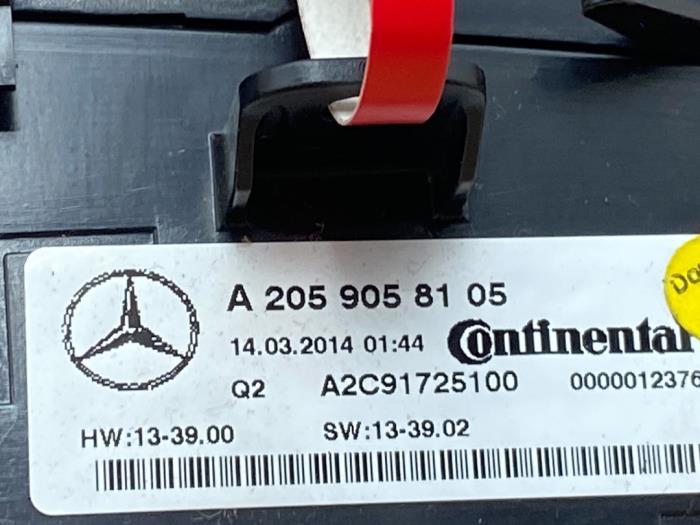 A 205 905 81 05
14.03.2014 01:44 Continental
Q2 A2C91725100 0000012376
HW:13-39.00 SW:13-39.02